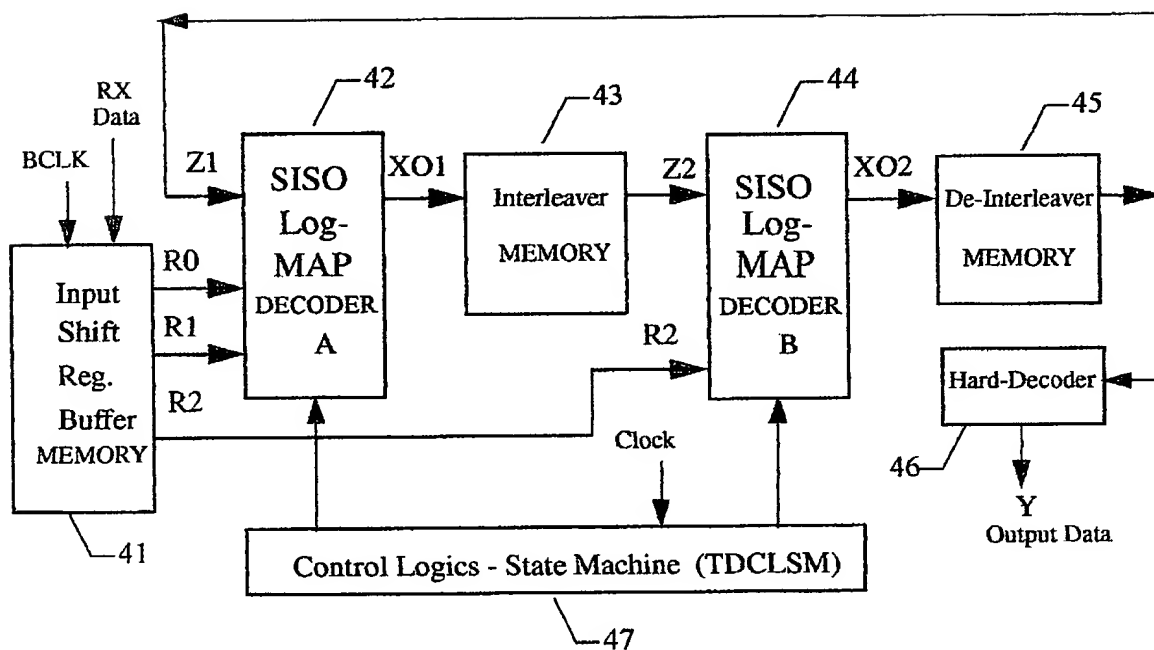 42
43
44
45
RX
Data
BCLK
Z1
SISO
Log-
MAP
DECODER
A
XO1
Interleaver
MEMORY
Z2
SISO
Log-
MAP
DECODER
B
XO2
De-Interleaver
MEMORY
Input
Shift
Reg.
Buffer
MEMORY
R0
R1
R2
R2
Hard-Decoder
46
Y
Output Data
Clock
41
Control Logics - State Machine (TDCLSM)
47